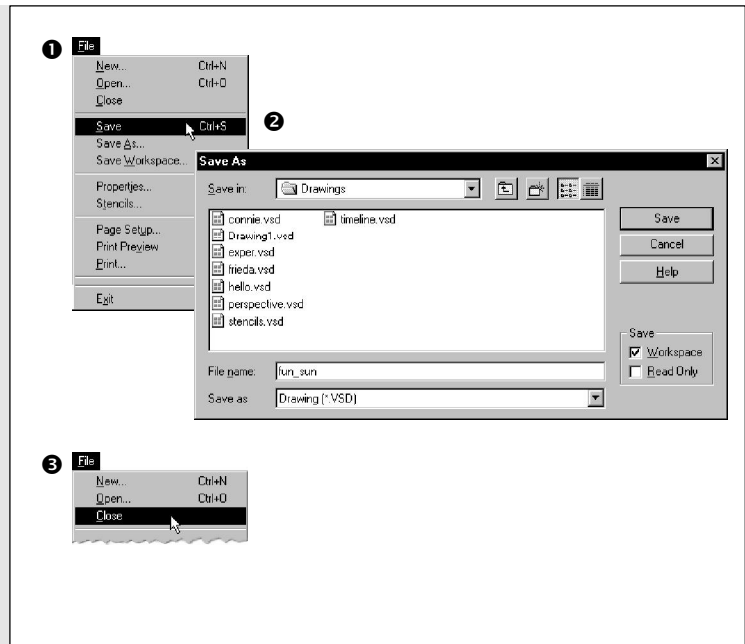 ❶ File
New... Ctrl+N
Open... Ctrl+O
Close
Save Ctrl+S
Save As...
Save Workspace...
Properties...
Stencils...
Page Setup...
Print Preview
Print...
Exit
❷
Save As
Save in: Drawings
connie.vsd timeline.vsd
Drawing1.vsd
exper.vsd
frieda.vsd
hello.vsd
perspective.vsd
stencils.vsd
Save
Cancel
Help
Save
Workspace
Read Only
File name: fun_sun
Save as Drawing (*.VSD)
❸ File
New... Ctrl+N
Open... Ctrl+O
Close